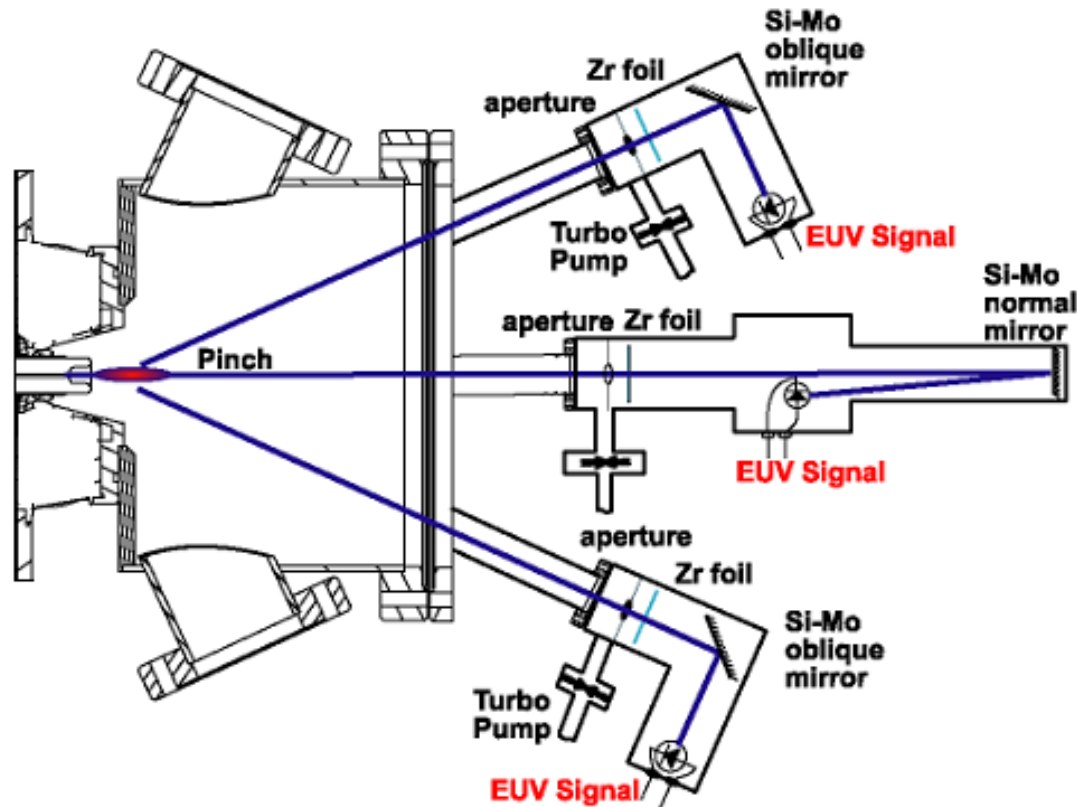 Si-Mo
oblique
mirror
Zr foil
aperture
Turbo
Pump
EUV Signal
Si-Mo
normal
mirror
aperture Zr foil
Pinch
EUV Signal
aperture
Zr foil
Si-Mo
oblique
mirror
Turbo
Pump
EUV Signal